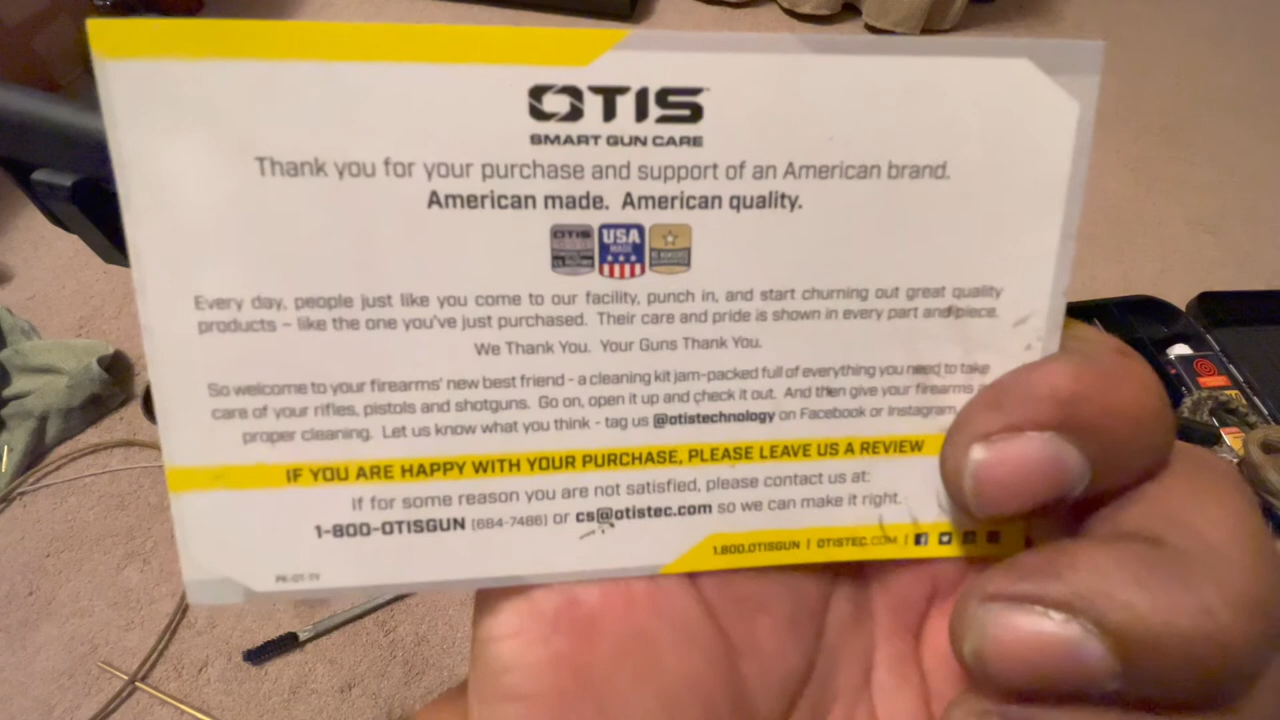 OTIS
SMART GUN CARE
Thank you for your purchase and support of an American brand.
American made. American quality.
OTIS USA
MADE
Every day, people just like you come to our facility, punch in, and start churning out great quality
products – like the one you've just purchased. Their care and pride is shown in every part and piece.
We Thank You. Your Guns Thank You.
So welcome to your firearms' new best friend - a cleaning kit jam-packed full of everything you need to take
care of your rifles, pistols and shotguns. Go on, open it up and check it out. And then give your firearms
proper cleaning. Let us know what you think - tag us @otistechnology on Facebook or Instagram.
IF YOU ARE HAPPY WITH YOUR PURCHASE, PLEASE LEAVE US A REVIEW
If for some reason you are not satisfied, please contact us at:
1-800-OTISGUN (684-7486) or cs@otistec.com so we can make it right.
1.800.OTISGUN | OTISTEC.COM |